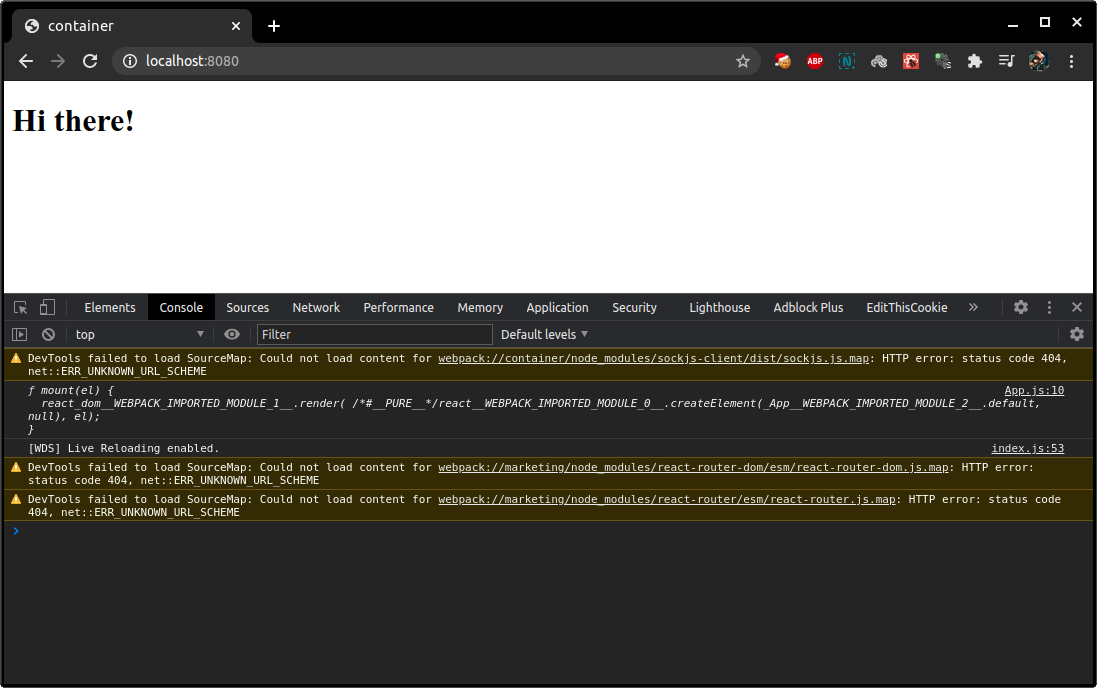 container
localhost:8080
ABP
N
Hi there!
Elements Console Sources Network Performance Memory Application Security Lighthouse Adblock Plus EditThisCookie »
top Filter Default levels
DevTools failed to load SourceMap: Could not load content for webpack://container/node_modules/sockjs-client/dist/sockjs.js.map: HTTP error: status code 404,
net::ERR_UNKNOWN_URL_SCHEME
ƒ mount(el) { App.js:10
react_dom__WEBPACK_IMPORTED_MODULE_1__.render( /*#__PURE__*/react__WEBPACK_IMPORTED_MODULE_0__.createElement(_App__WEBPACK_IMPORTED_MODULE_2__.default,
null), el);
}
[WDS] Live Reloading enabled. index.js:53
DevTools failed to load SourceMap: Could not load content for webpack://marketing/node_modules/react-router-dom/esm/react-router-dom.js.map: HTTP error:
status code 404, net::ERR_UNKNOWN_URL_SCHEME
DevTools failed to load SourceMap: Could not load content for webpack://marketing/node_modules/react-router/esm/react-router.js.map: HTTP error: status code
404, net::ERR_UNKNOWN_URL_SCHEME